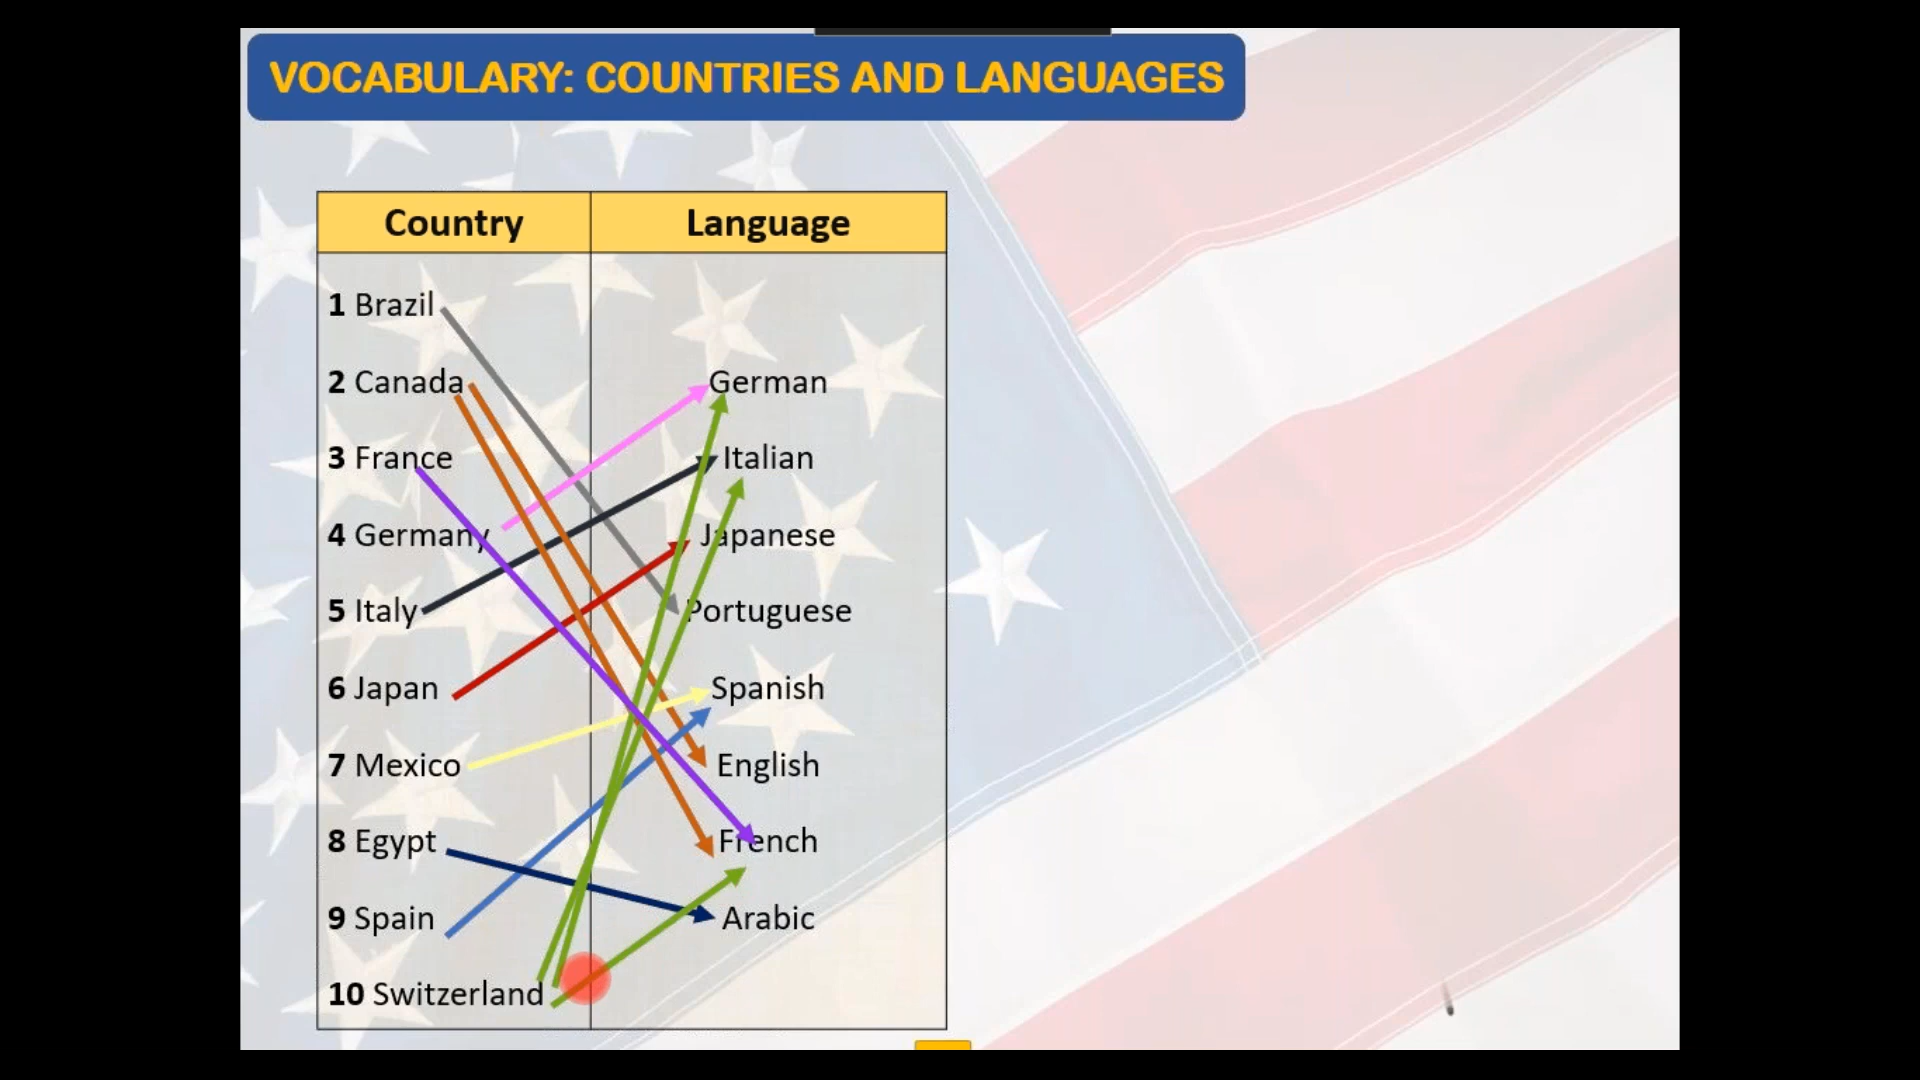 VOCABULARY: COUNTRIES AND LANGUAGES
Country Language
1 Brazil
2 Canada German
3 France Italian
4 Germany Japanese
5 Italy Portuguese
6 Japan Spanish
7 Mexico English
8 Egypt French
9 Spain Arabic
10 Switzerland